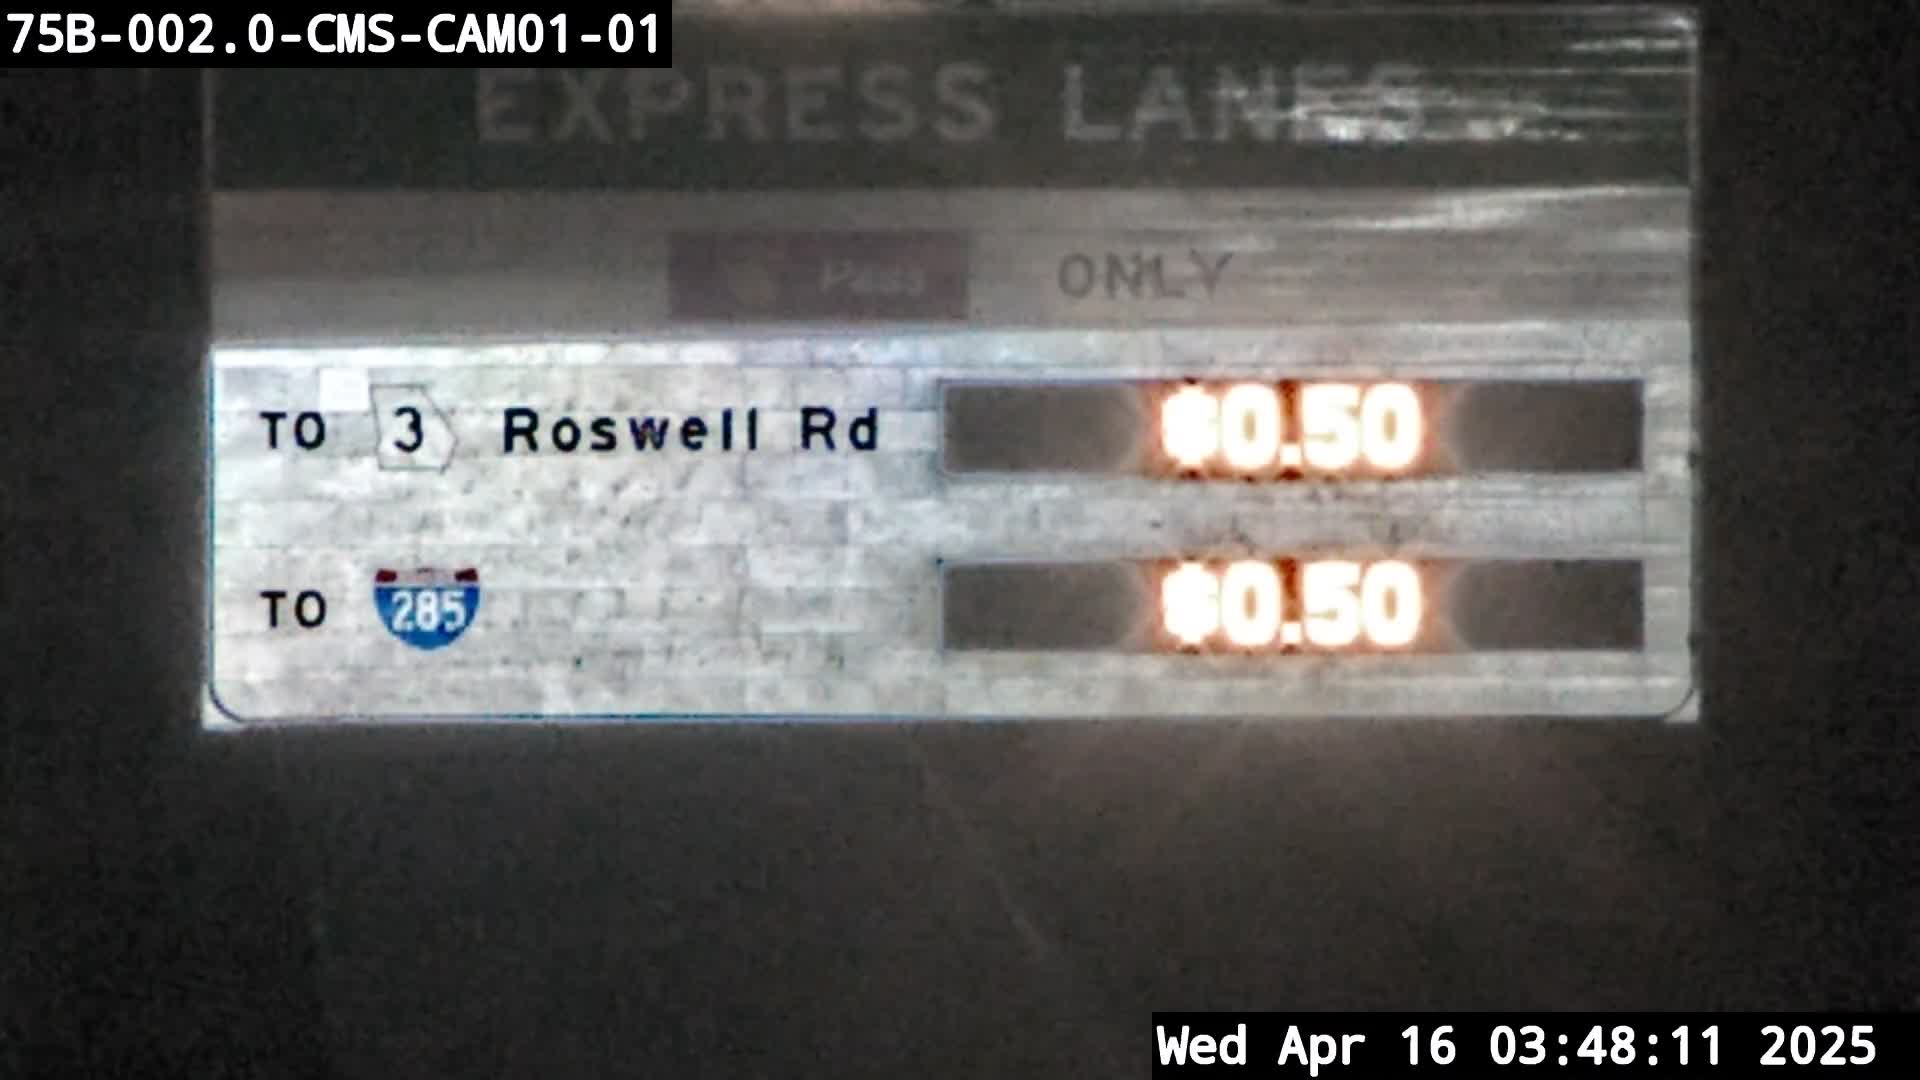 75B-002.0-CMS-CAM01-01
EXPRESS LANES
Pass ONLY
TO 3 Roswell Rd $0.50
TO 285 $0.50
Wed Apr 16 03:48:11 2025